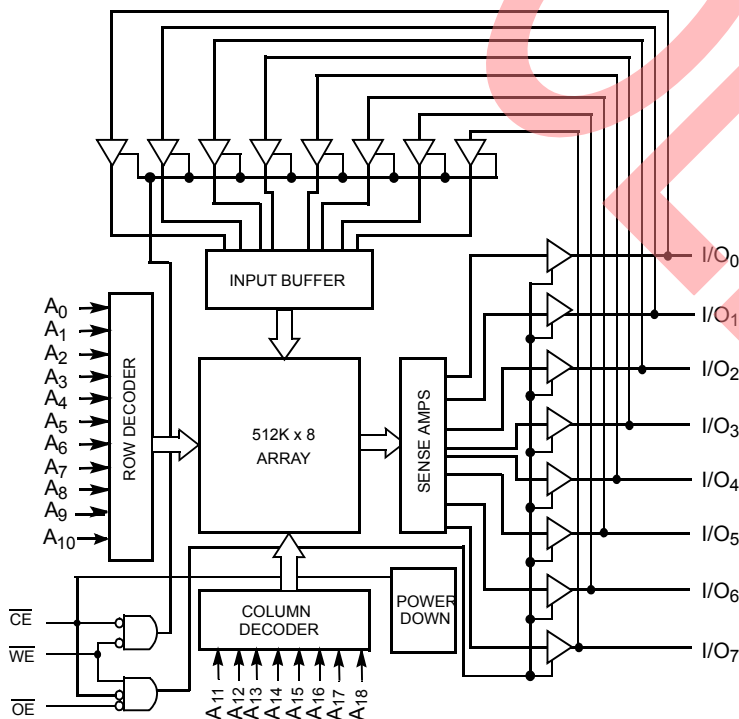 INPUT BUFFER
I/O0
I/O1
I/O2
I/O3
I/O4
I/O5
I/O6
I/O7
A0
A1
A2
A3
A4
A5
A6
A7
A8
A9
A10
ROW DECODER
512K x 8
ARRAY
SENSE AMPS
COLUMN
DECODER
POWER
DOWN
CE
WE
OE
A11
A12
A13
A14
A15
A16
A17
A18